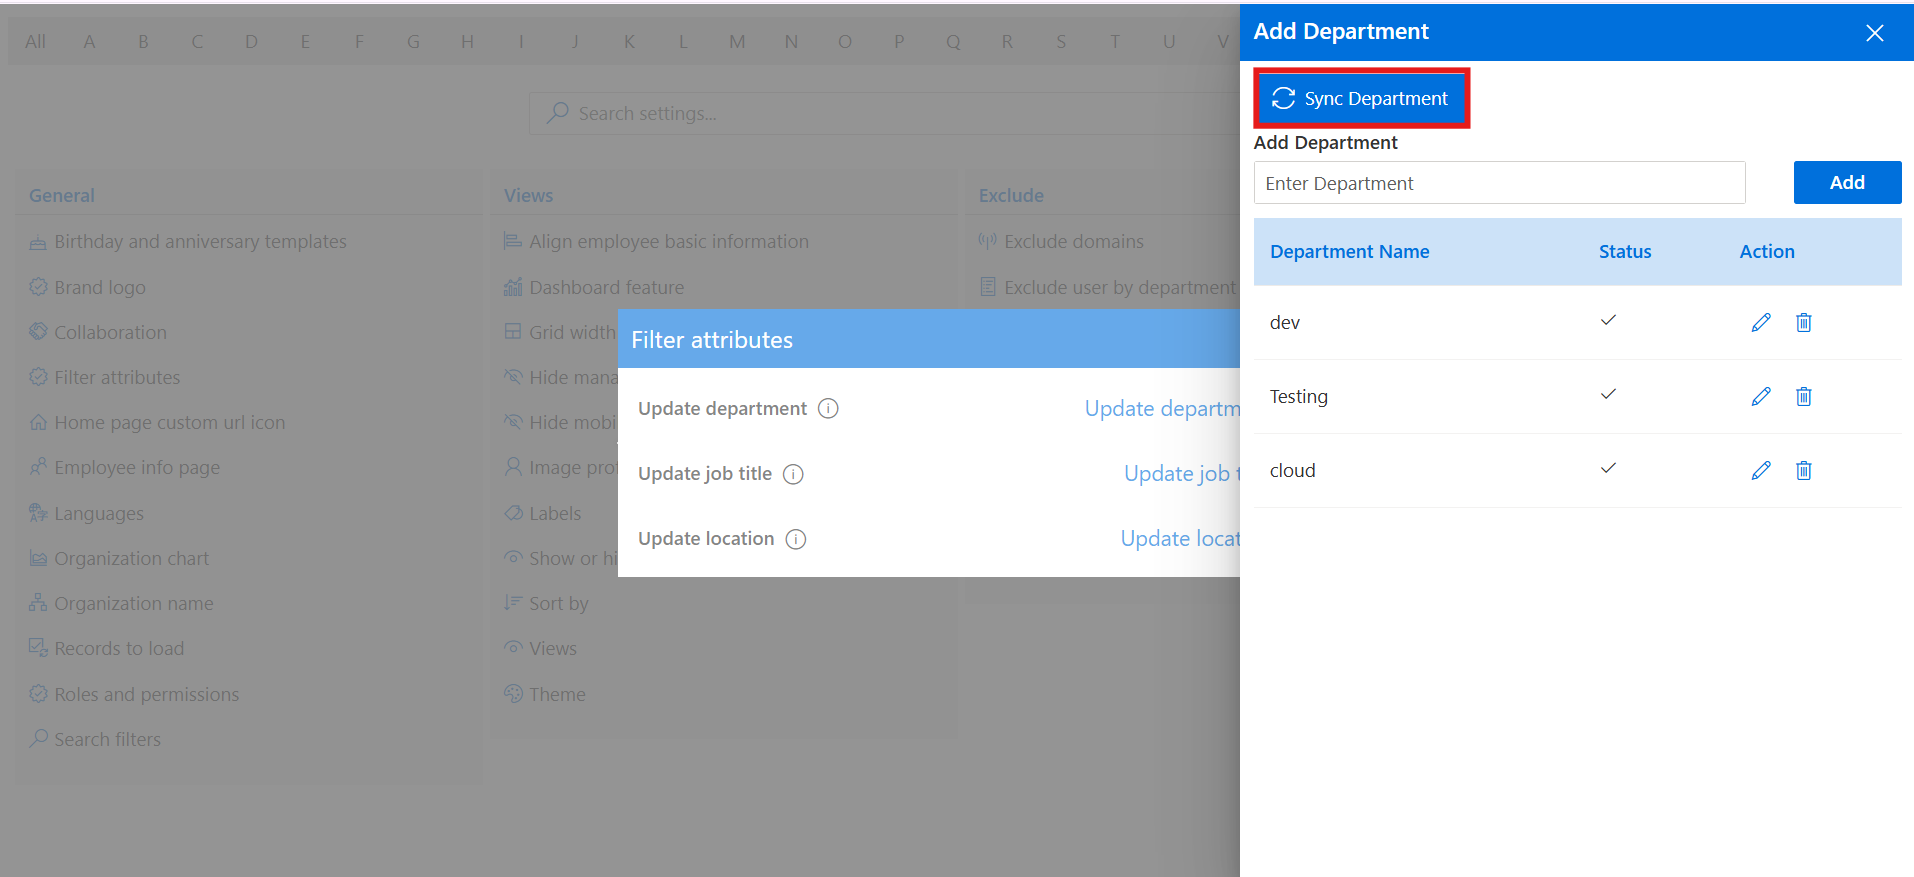 All A B C D E F G H I J K L M N O P Q R S T U V
Search settings...
General
Birthday and anniversary templates
Brand logo
Collaboration
Filter attributes
Home page custom url icon
Employee info page
Languages
Organization chart
Organization name
Records to load
Roles and permissions
Search filters
Views
Align employee basic information
Dashboard feature
Grid width
Hide mana
Hide mobi
Image pro
Labels
Show or hi
Sort by
Views
Theme
Exclude
Exclude domains
Exclude user by department
Filter attributes
Update department Update departm
Update job title Update job t
Update location Update locat
Add Department
Sync Department
Add Department
Enter Department Add
Department Name Status Action
dev
Testing
cloud